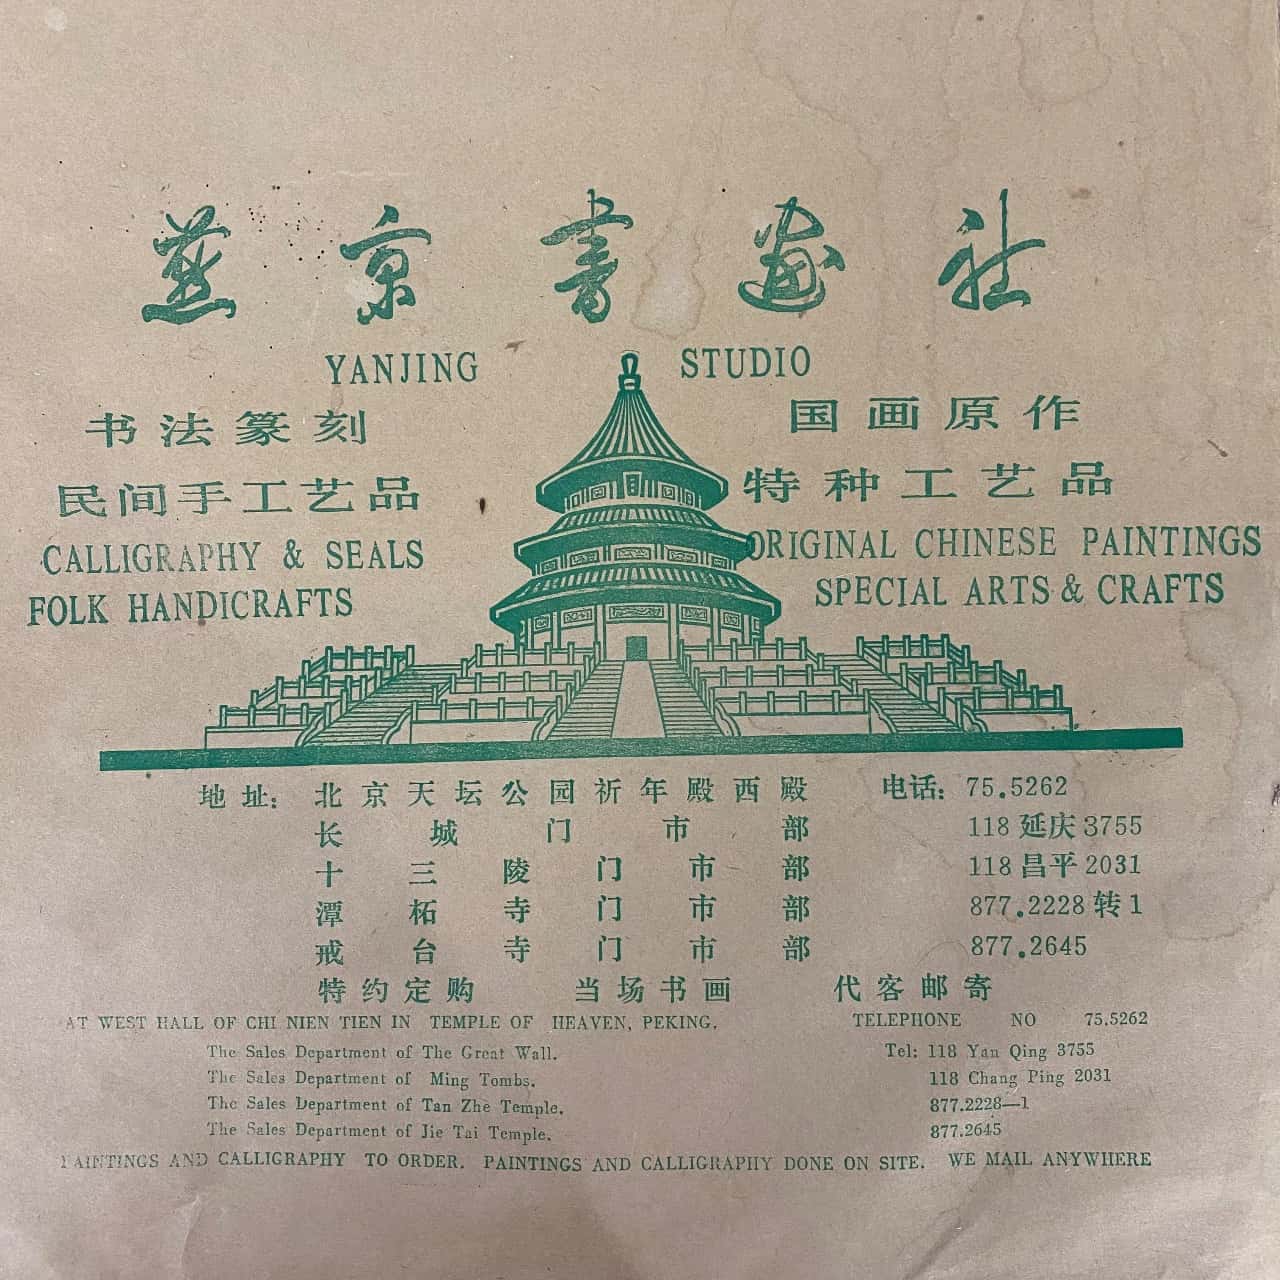 燕京書画社
YANJING STUDIO
书法篆刻 国画原作
民间手工艺品 特种工艺品
CALLIGRAPHY & SEALS ORIGINAL CHINESE PAINTINGS
FOLK HANDICRAFTS SPECIAL ARTS & CRAFTS
地址: 北京天坛公园祈年殿西殿 电话: 75.5262
长城门市部 118 延庆 3755
十三陵门市部 118 昌平 2031
潭柘寺门市部 877.2228 转 1
戒台寺门市部 877.2645
特约定购 当场书画 代客邮寄
AT WEST HALL OF CHI NIEN TIEN IN TEMPLE OF HEAVEN, PEKING. TELEPHONE NO 75.5262
The Sales Department of The Great Wall. Tel: 118 Yan Qing 3755
The Sales Department of Ming Tombs. 118 Chang Ping 2031
The Sales Department of Tan Zhe Temple. 877.2228—1
The Sales Department of Jie Tai Temple. 877.2645
PAINTINGS AND CALLIGRAPHY TO ORDER. PAINTINGS AND CALLIGRAPHY DONE ON SITE. WE MAIL ANYWHERE